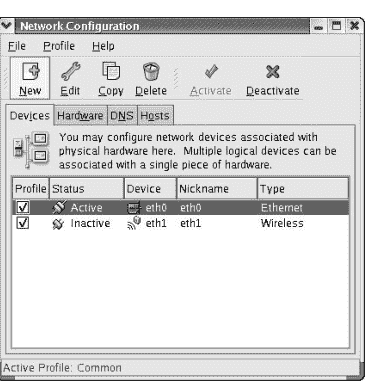 Network Configuration
File Profile Help
New Edit Copy Delete Activate Deactivate
Devices Hardware DNS Hosts
You may configure network devices associated with
physical hardware here. Multiple logical devices can be
associated with a single piece of hardware.
Profile Status Device Nickname Type
Active eth0 eth0 Ethernet
Inactive eth1 eth1 Wireless
Active Profile: Common